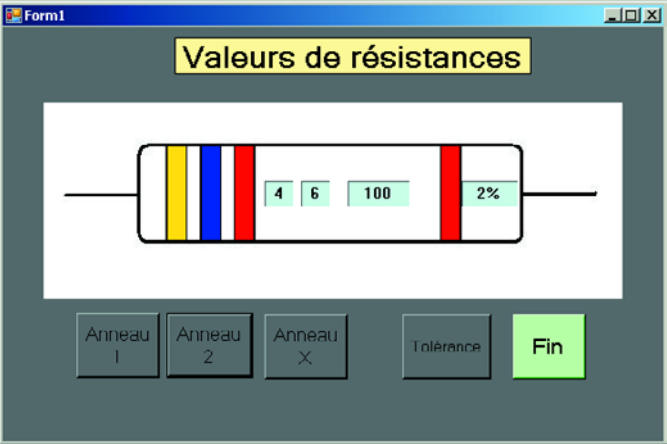 Form1
Valeurs de résistances
4 6 100 2%
Anneau 1
Anneau 2
Anneau X
Tolérance
Fin